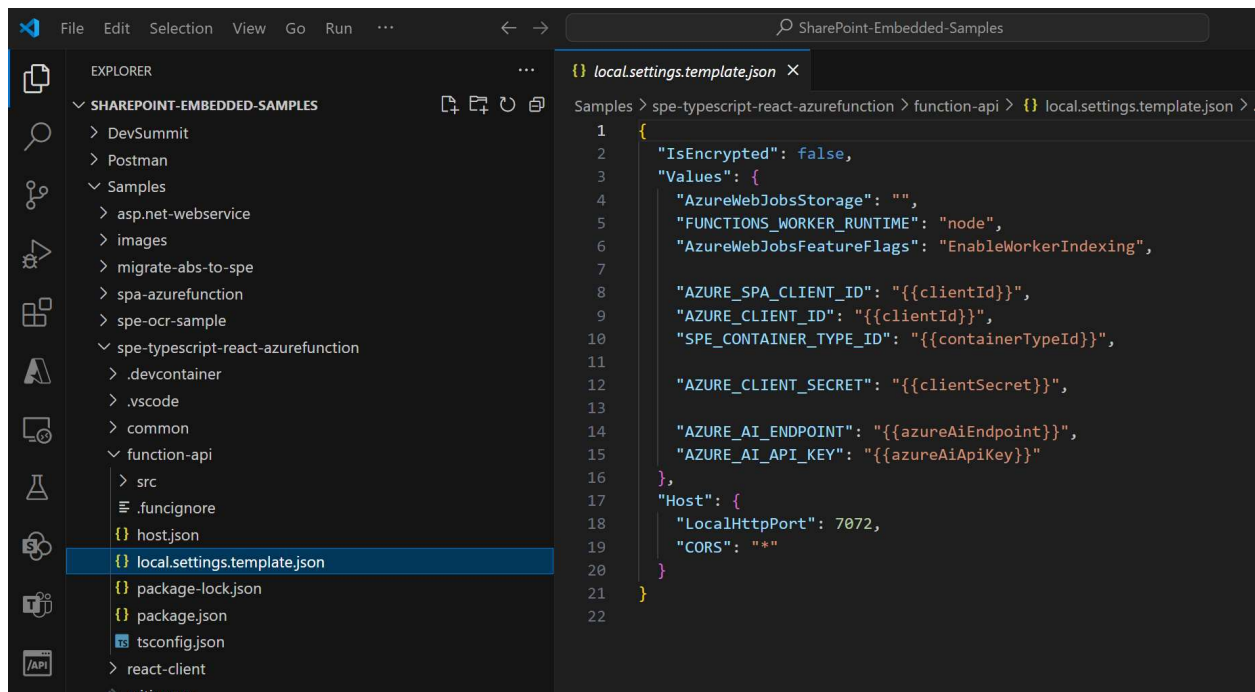 File Edit Selection View Go Run ···
SharePoint-Embedded-Samples
EXPLORER
SHAREPOINT-EMBEDDED-SAMPLES
DevSummit
Postman
Samples
asp.net-webservice
images
migrate-abs-to-spe
spa-azurefunction
spe-ocr-sample
spe-typescript-react-azurefunction
.devcontainer
.vscode
common
function-api
src
.funcignore
{} host.json
{} local.settings.template.json
{} package-lock.json
{} package.json
TS tsconfig.json
react-client
/API
{} local.settings.template.json
Samples > spe-typescript-react-azurefunction > function-api > {} local.settings.template.json >
1 {
2 "IsEncrypted": false,
3 "Values": {
4 "AzureWebJobsStorage": "",
5 "FUNCTIONS_WORKER_RUNTIME": "node",
6 "AzureWebJobsFeatureFlags": "EnableWorkerIndexing",
7
8 "AZURE_SPA_CLIENT_ID": "{{clientId}}",
9 "AZURE_CLIENT_ID": "{{clientId}}",
10 "SPE_CONTAINER_TYPE_ID": "{{containerTypeId}}",
11
12 "AZURE_CLIENT_SECRET": "{{clientSecret}}",
13
14 "AZURE_AI_ENDPOINT": "{{azureAiEndpoint}}",
15 "AZURE_AI_API_KEY": "{{azureAiApiKey}}"
16 },
17 "Host": {
18 "LocalHttpPort": 7072,
19 "CORS": "*"
20 }
21 }
22